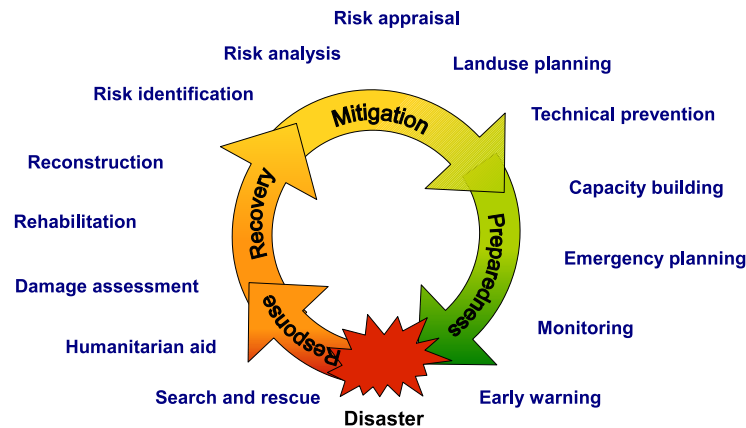 Risk appraisal
Risk analysis
Landuse planning
Risk identification
Mitigation
Technical prevention
Reconstruction
Capacity building
Recovery
Preparedness
Rehabilitation
Emergency planning
Damage assessment
Response
Monitoring
Humanitarian aid
Search and rescue
Early warning
Disaster